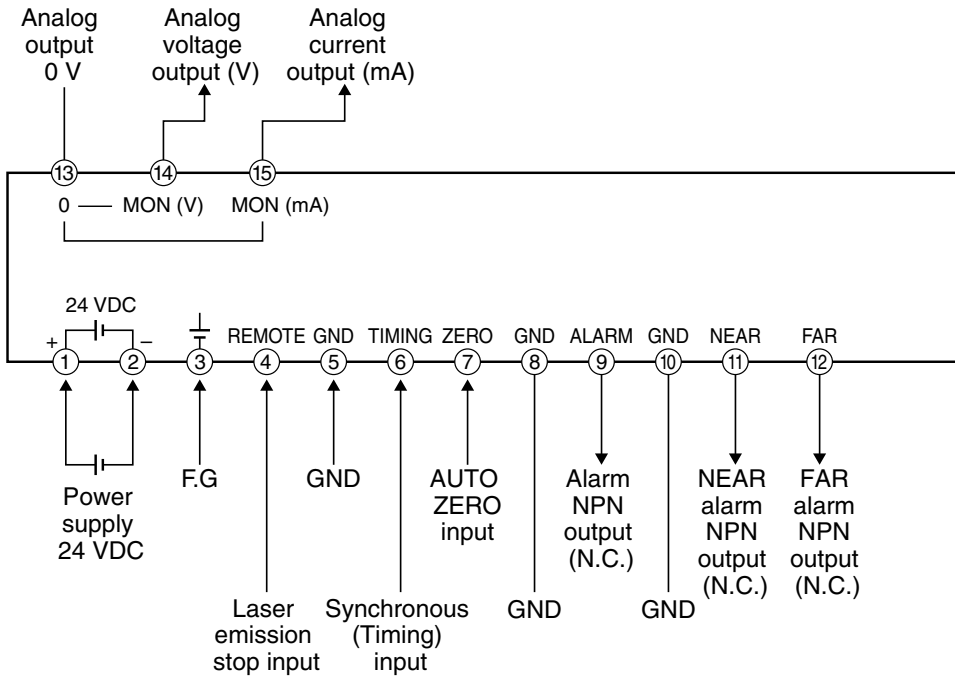 Analog
output
0 V
Analog
voltage
output (V)
Analog
current
output (mA)
13 14 15
0 MON (V) MON (mA)
24 VDC
+ – REMOTE GND TIMING ZERO GND ALARM GND NEAR FAR
1 2 3 4 5 6 7 8 9 10 11 12
Power
supply
24 VDC
F.G
GND
AUTO
ZERO
input
Alarm
NPN
output
(N.C.)
NEAR
alarm
NPN
output
(N.C.)
FAR
alarm
NPN
output
(N.C.)
Laser
emission
stop input
Synchronous
(Timing)
input
GND
GND